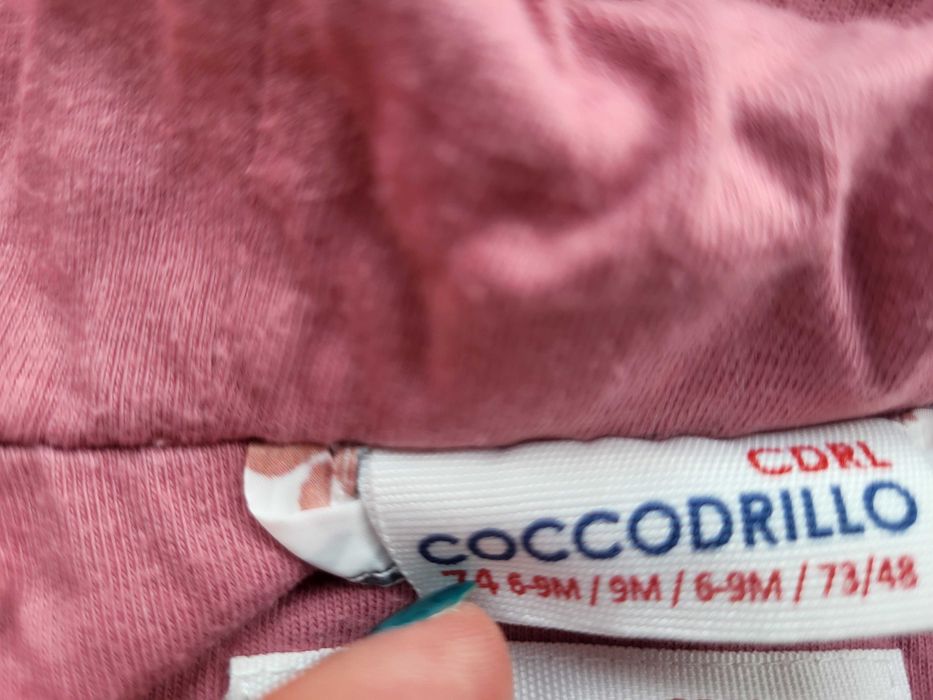 CDRL
COCCODRILLO
74 6-9M / 9M / 6-9M / 73/48